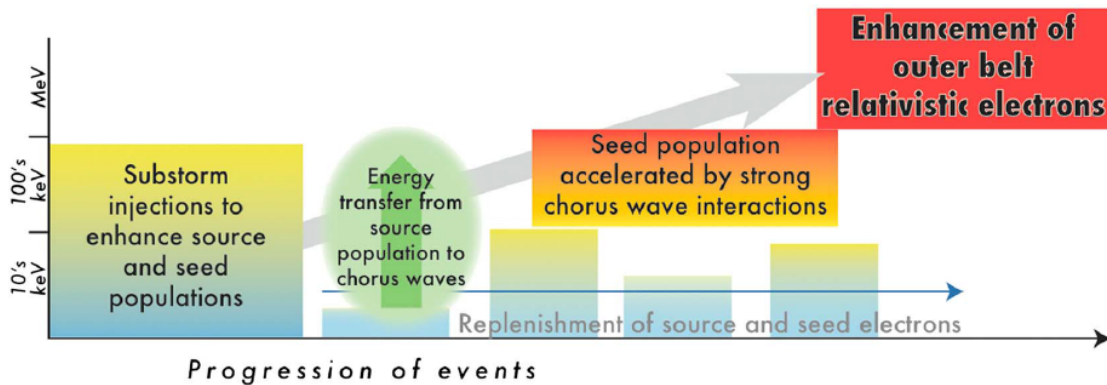 Enhancement of
outer belt
relativistic electrons
MeV
100's
keV
10's
keV
Substorm
injections to
enhance source
and seed
populations
Energy
transfer from
source
population to
chorus waves
Seed population
accelerated by strong
chorus wave interactions
Replenishment of source and seed electrons
Progression of events